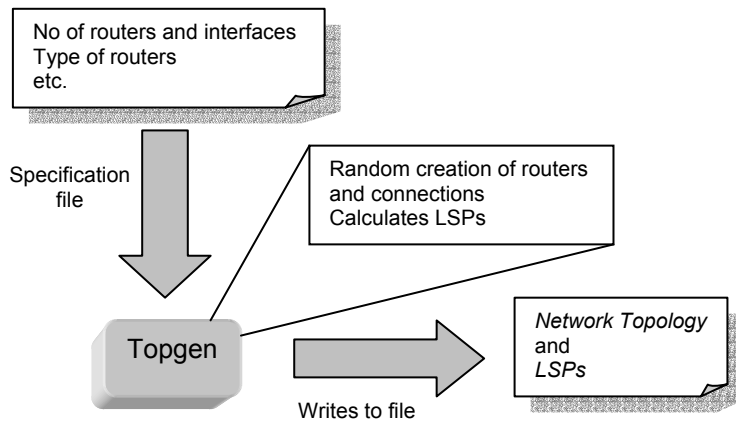 No of routers and interfaces
Type of routers
etc.
Specification
file
Random creation of routers
and connections
Calculates LSPs
Topgen
Network Topology
and
LSPs
Writes to file